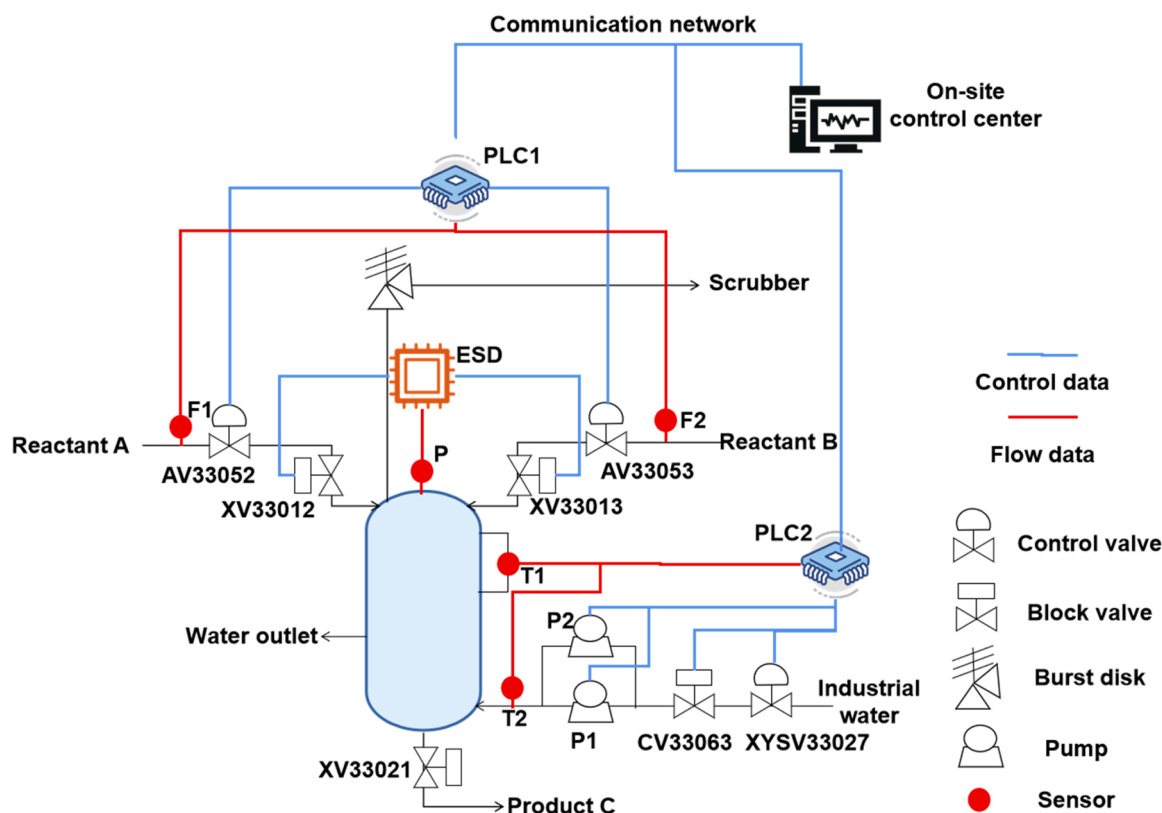 Communication network
On-site
control center
PLC1
Scrubber
ESD
Control data
F1
F2
Reactant A
P
Reactant B
Flow data
AV33052
AV33053
XV33012
XV33013
PLC2
Control valve
T1
Block valve
P2
Water outlet
Burst disk
Industrial
water
T2
P1
CV33063
XYSV33027
Pump
XV33021
Product C
Sensor